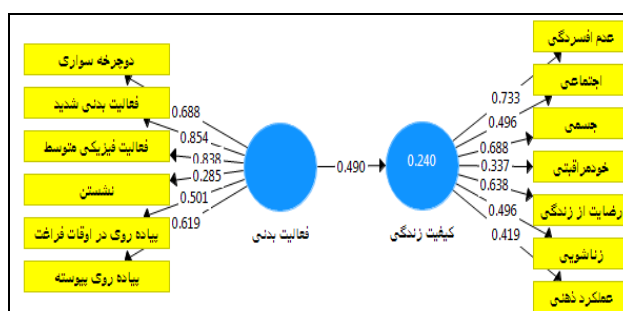 عدم افسردگی
دوچرخه سواری
اجتماعی
0.733
فعالیت بدنی شدید
0.688
0.496
جسمی
0.854
0.688
فعالیت فیزیکی متوسط
0.838
0.490
0.240
0.337
خودمراقبتی
نشستن
0.285
0.638
رضایت از زندگی
0.501
0.496
پیاده روی در اوقات فراغت
0.619
فعالیت بدنی
کیفیت زندگی
0.419
زناشویی
پیاده روی پیوسته
عملکرد ذهنی